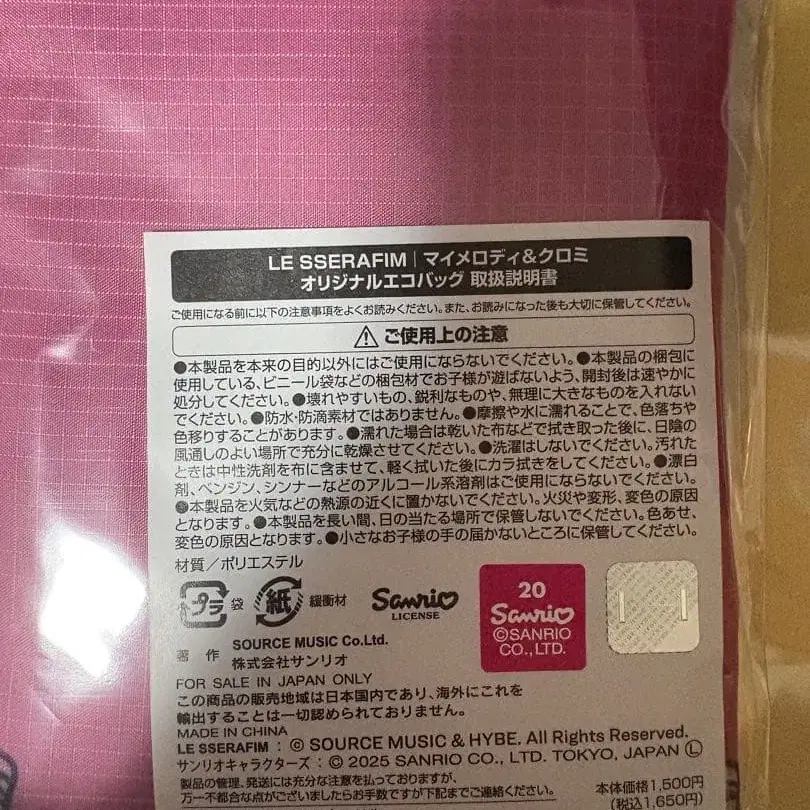 LE SSERAFIM | マイメロディ&クロミ
オリジナルエコバッグ 取扱説明書
ご使用になる前に以下の注意事項をよくお読みください。また、お読みになった後も大切に保管してください。
⚠ ご使用上の注意
●本製品を本来の目的以外にはご使用にならないでください。●本製品の梱包に
使用している、ビニール袋などの梱包材でお子様が遊ばないよう、開封後は速やかに
処分してください。●壊れやすいもの、鋭利なものや、無理に大きなものを入れない
でください。●防水・防滴素材ではありません。●摩擦や水に濡れることで、色落ちや
色移りすることがあります。●濡れた場合は乾いた布などで拭き取った後に、日陰の
風通しのよい場所で充分に乾燥させてください。●洗濯はしないでください。汚れた
ときは中性洗剤を布に含ませて、軽く拭いた後にカラ拭きをしてください。●漂白
剤、ベンジン、シンナーなどのアルコール系溶剤はご使用にならないでください。
●本製品を火気などの熱源の近くに置かないでください。火災や変形、変色の原因
となります。●本製品を長い間、日の当たる場所で保管しないでください。色あせ、
変色の原因となります。●小さなお子様の手の届かないところに保管してください。
材質/ポリエステル
プラ 袋 紙 緩衝材
Sanrio
LICENSE
20
Sanrio
©SANRIO
CO., LTD.
著 作 SOURCE MUSIC Co.Ltd.
株式会社サンリオ
FOR SALE IN JAPAN ONLY
この商品の販売地域は日本国内であり、海外にこれを
輸出することは一切認められておりません。
MADE IN CHINA
LE SSERAFIM : ℗ SOURCE MUSIC & HYBE. All Rights Reserved.
サンリオキャラクターズ : © 2025 SANRIO CO., LTD. TOKYO, JAPAN Ⓛ
製品の管理、発送には充分な注意を払っておりますが、
万一不都合な点がございましたらお手数ですが下記までご連絡ください。
本体価格1,500円
(税込1,650円)